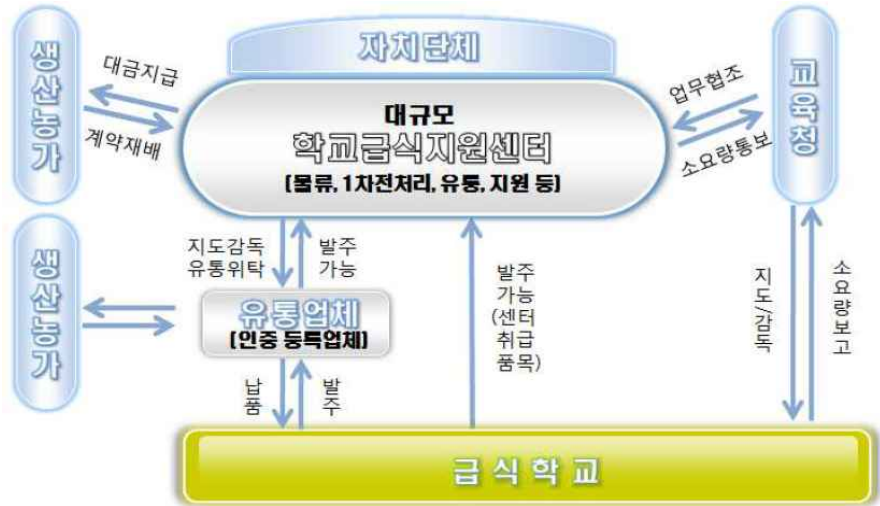 자치단체
생산농가
대금지급
계약재배
대규모
학교급식지원센터
(물류, 1차전처리, 유통, 지원 등)
업무협조
소요량통보
교육청
생산농가
지도감독
유통위탁
발주
가능
유통업체
(인증 등록업체)
발주
가능
(센터
취급
품목)
지도/감독
소요량보고
납품
발주
급식학교